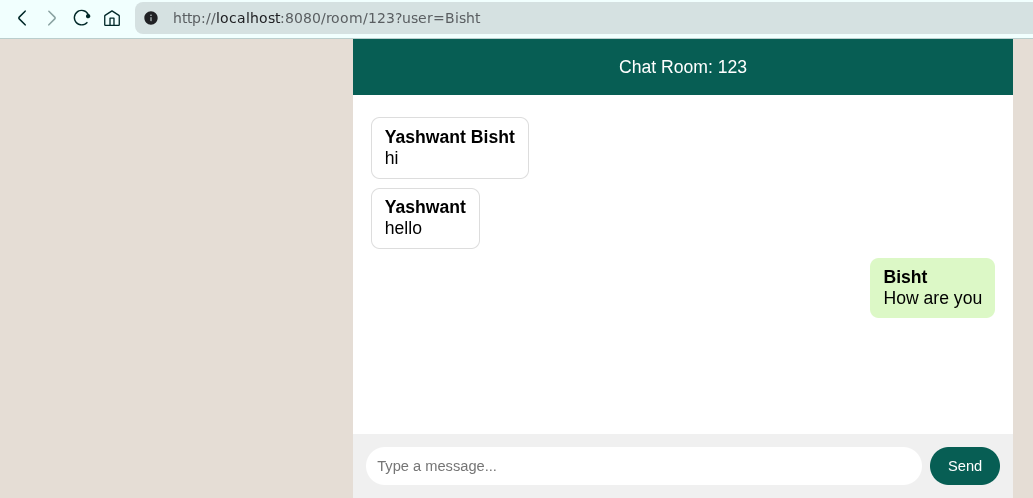 http://localhost:8080/room/123?user=Bisht
Chat Room: 123
Yashwant Bisht
hi
Yashwant
hello
Bisht
How are you
Type a message...
Send